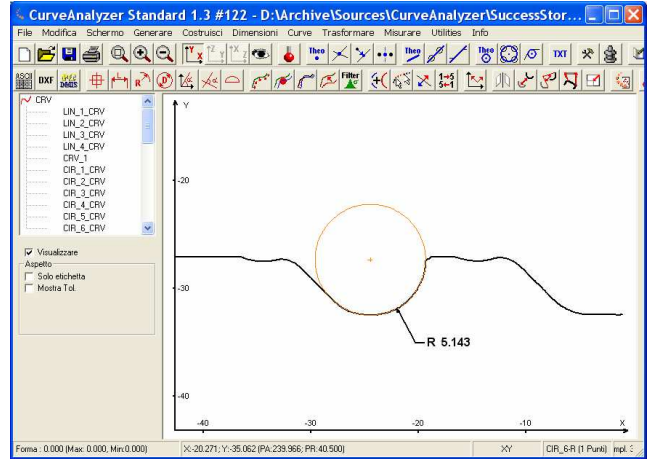 CurveAnalyzer Standard 1.3 #122 - D:\Archive\Sources\CurveAnalyzer\SuccessStor...
File Modifica Schermo Generare Costruisci Dimensioni Curve Trasformare Misurare Utilities Info
Theo Theo Theo TXT
ASCII DXF Filter
CRV
LIN_1_CRV
LIN_2_CRV
LIN_3_CRV
LIN_4_CRV
CRV_1
CIR_1_CRV
CIR_2_CRV
CIR_3_CRV
CIR_4_CRV
CIR_5_CRV
CIR_6_CRV
Visualizzare
Aspetto
Solo etichetta
Mostra Tol.
Y
-20
-30
R 5.143
-40
-40 -30 -20 -10 X
Forma : 0.000 (Max: 0.000, Min:0.000) X:-20.271; Y:-35.062 (PA:239.966; PR:40.500) XY CIR_6-R (1 Punti)